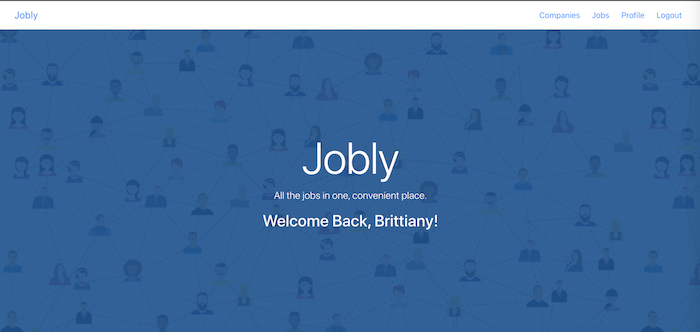 Jobly
Companies Jobs Profile Logout
Jobly
All the jobs in one, convenient place.
Welcome Back, Brittiany!